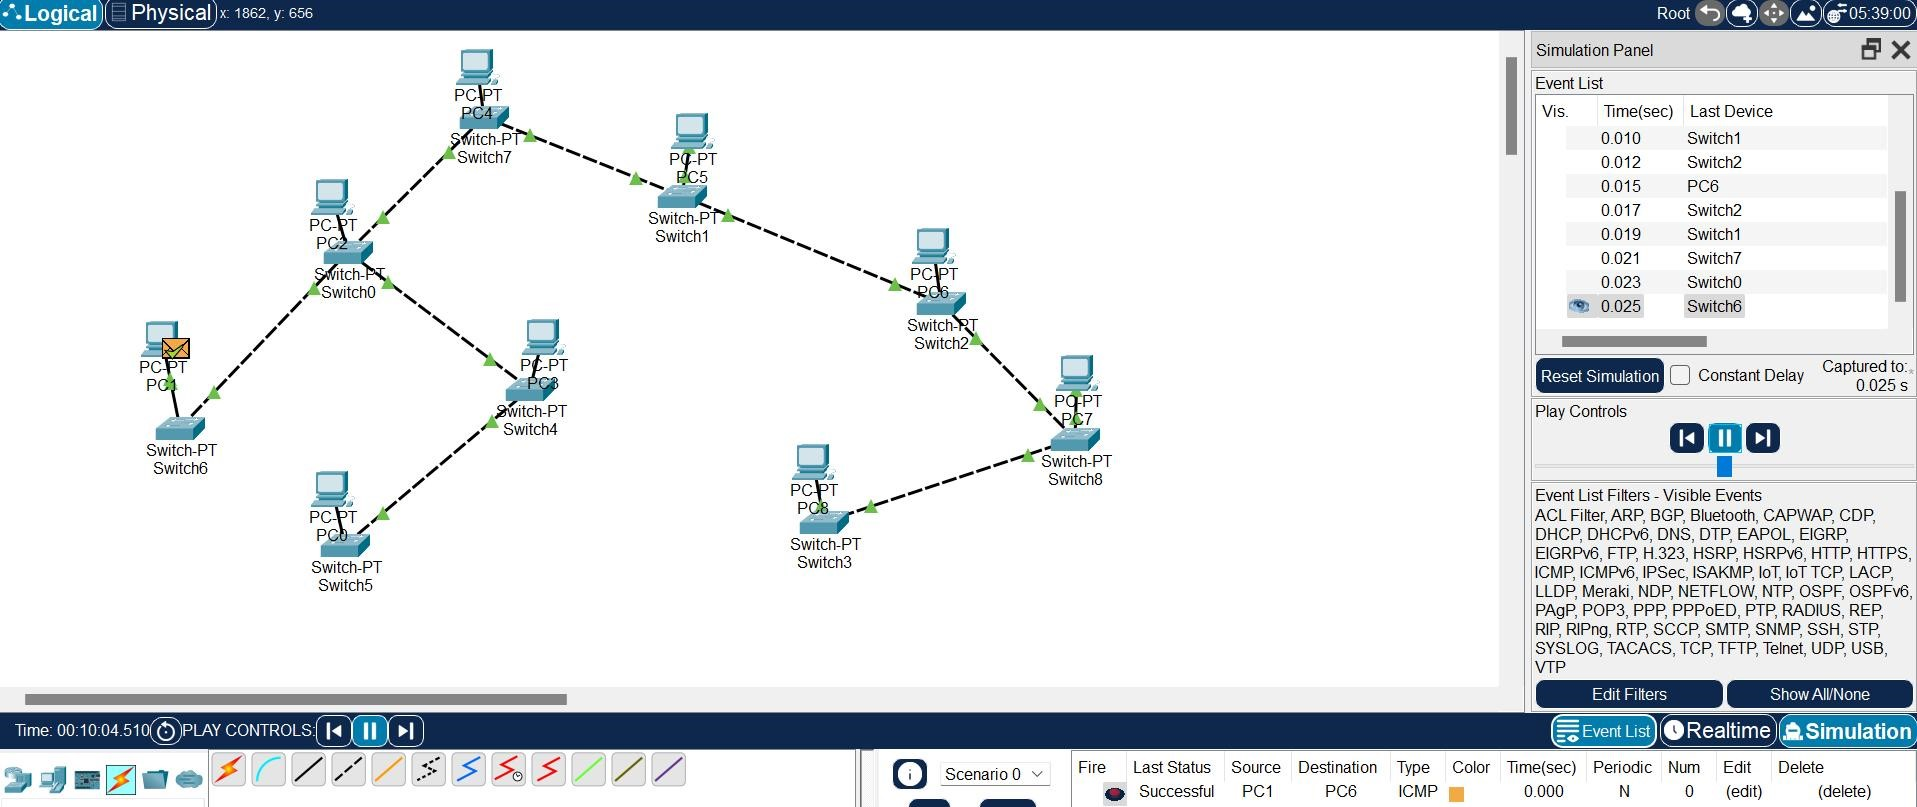 Logical Physical x: 1862, y: 656 Root 05:39:00
Simulation Panel
Event List
Vis. Time(sec) Last Device
0.010 Switch1
0.012 Switch2
0.015 PC6
0.017 Switch2
0.019 Switch1
0.021 Switch7
0.023 Switch0
0.025 Switch6
Reset Simulation Constant Delay Captured to:*
0.025 s
Play Controls
Event List Filters - Visible Events
ACL Filter, ARP, BGP, Bluetooth, CAPWAP, CDP,
DHCP, DHCPv6, DNS, DTP, EAPOL, EIGRP,
EIGRPv6, FTP, H.323, HSRP, HSRPv6, HTTP, HTTPS,
ICMP, ICMPv6, IPSec, ISAKMP, IoT, IoT TCP, LACP,
LLDP, Meraki, NDP, NETFLOW, NTP, OSPF, OSPFv6,
PAgP, POP3, PPP, PPPoED, PTP, RADIUS, REP,
RIP, RIPng, RTP, SCCP, SMTP, SNMP, SSH, STP,
SYSLOG, TACACS, TCP, TFTP, Telnet, UDP, USB,
VTP
Edit Filters Show All/None
PC-PT
PC4
Switch-PT
Switch7
PC-PT
PC5
Switch-PT
Switch1
PC-PT
PC2
Switch-PT
Switch0
PC-PT
PC6
Switch-PT
Switch2
PC-PT
PC1
Switch-PT
Switch6
PC-PT
PC3
Switch-PT
Switch4
PC-PT
PC7
Switch-PT
Switch8
PC-PT
PC0
Switch-PT
Switch5
PC-PT
PC8
Switch-PT
Switch3
Time: 00:10:04.510 PLAY CONTROLS: Event List Realtime Simulation
Scenario 0
Fire Last Status Source Destination Type Color Time(sec) Periodic Num Edit Delete
Successful PC1 PC6 ICMP 0.000 N 0 (edit) (delete)